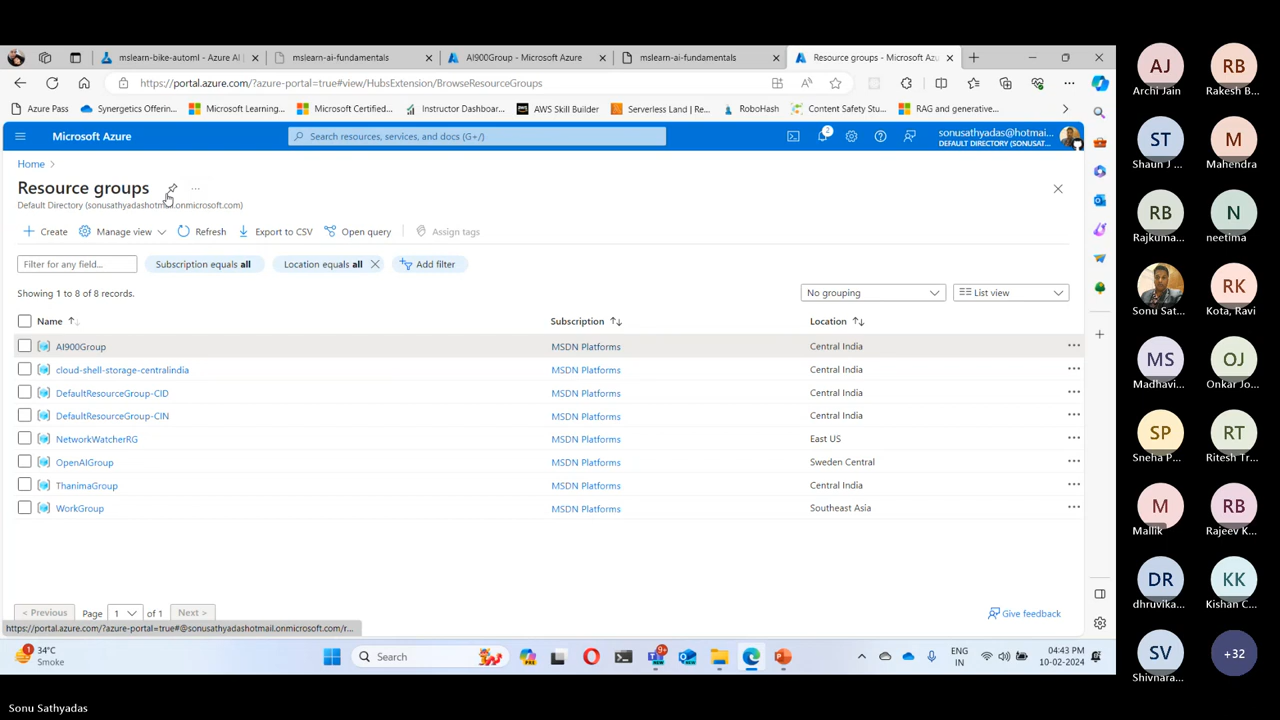 mslearn-bike-automl - Azure AI
mslearn-ai-fundamentals
AI900Group - Microsoft Azure
mslearn-ai-fundamentals
Resource groups - Microsoft Az
https://portal.azure.com/?azure-portal=true#view/HubsExtension/BrowseResourceGroups
Azure Pass
Synergetics Offerin...
Microsoft Learning...
Microsoft Certified...
Instructor Dashboar...
AWS Skill Builder
Serverless Land | Re...
RoboHash
Content Safety Stu...
RAG and generative...
Microsoft Azure
Search resources, services, and docs (G+/)
2
sonusathyadas@hotmai...
DEFAULT DIRECTORY (SONUSAT...
Home
Resource groups
...
Default Directory (sonusathyadashotmail.onmicrosoft.com)
Create
Manage view
Refresh
Export to CSV
Open query
Assign tags
Filter for any field...
Subscription equals all
Location equals all
Add filter
Showing 1 to 8 of 8 records.
No grouping
List view
Name
Subscription
Location
AI900Group MSDN Platforms Central India ...
cloud-shell-storage-centralindia MSDN Platforms Central India ...
DefaultResourceGroup-CID MSDN Platforms Central India ...
DefaultResourceGroup-CIN MSDN Platforms Central India ...
NetworkWatcherRG MSDN Platforms East US ...
OpenAIGroup MSDN Platforms Sweden Central ...
ThanimaGroup MSDN Platforms Central India ...
WorkGroup MSDN Platforms Southeast Asia ...
< Previous
Page 1 of 1
Next >
Give feedback
https://portal.azure.com/?azure-portal=true#@sonusathyadashotmail.onmicrosoft.com/r...
1
34°C
Smoke
Search
9+
ENG
IN
04:43 PM
10-02-2024
AJ
Archi Jain
RB
Rakesh B...
ST
Shaun J ...
M
Mahendra
RB
Rajkuma...
N
neetima
Sonu Sat...
RK
Kota, Ravi
MS
Madhavi...
OJ
Onkar Jo...
SP
Sneha P...
RT
Ritesh Tr...
M
Mallik
RB
Rajeev K...
DR
dhruvika...
KK
Kishan C...
SV
Shivnara...
+32
Sonu Sathyadas